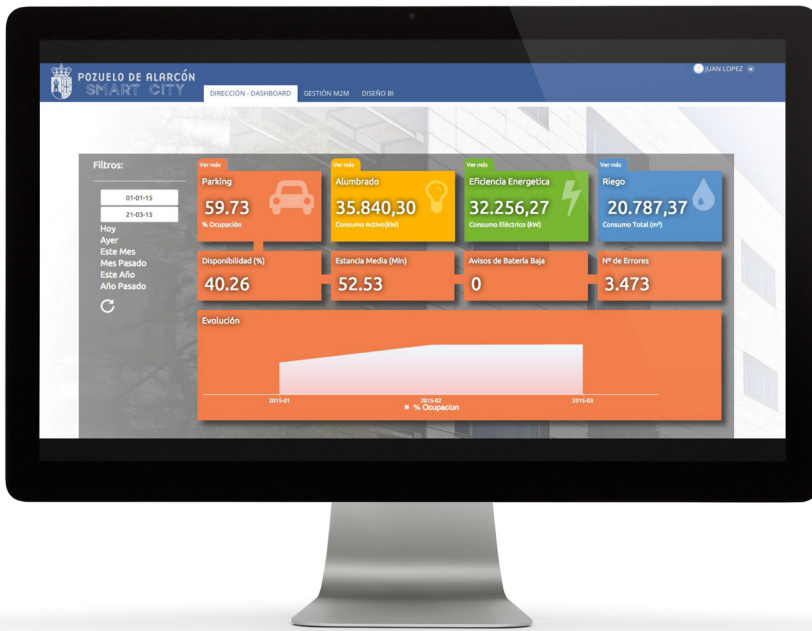 POZUELO DE ALARCÓN
SMART CITY
JUAN LOPEZ
DIRECCIÓN - DASHBOARD
GESTIÓN M2M
DISEÑO BI
Filtros:
01-01-15
21-03-15
Hoy
Ayer
Este Mes
Mes Pasado
Este Año
Año Pasado
Ver más
Parking
59.73
% Ocupación
Ver más
Alumbrado
35.840,30
Consumo Activo(kW)
Ver más
Eficiencia Energetica
32.256,27
Consumo Eléctrico (kW)
Ver más
Riego
20.787,37
Consumo Total (m³)
Disponibilidad (%)
40.26
Estancia Media (Min)
52.53
Avisos de Batería Baja
0
Nº de Errores
3.473
Evolución
2015-01
2015-02
2015-03
% Ocupacion